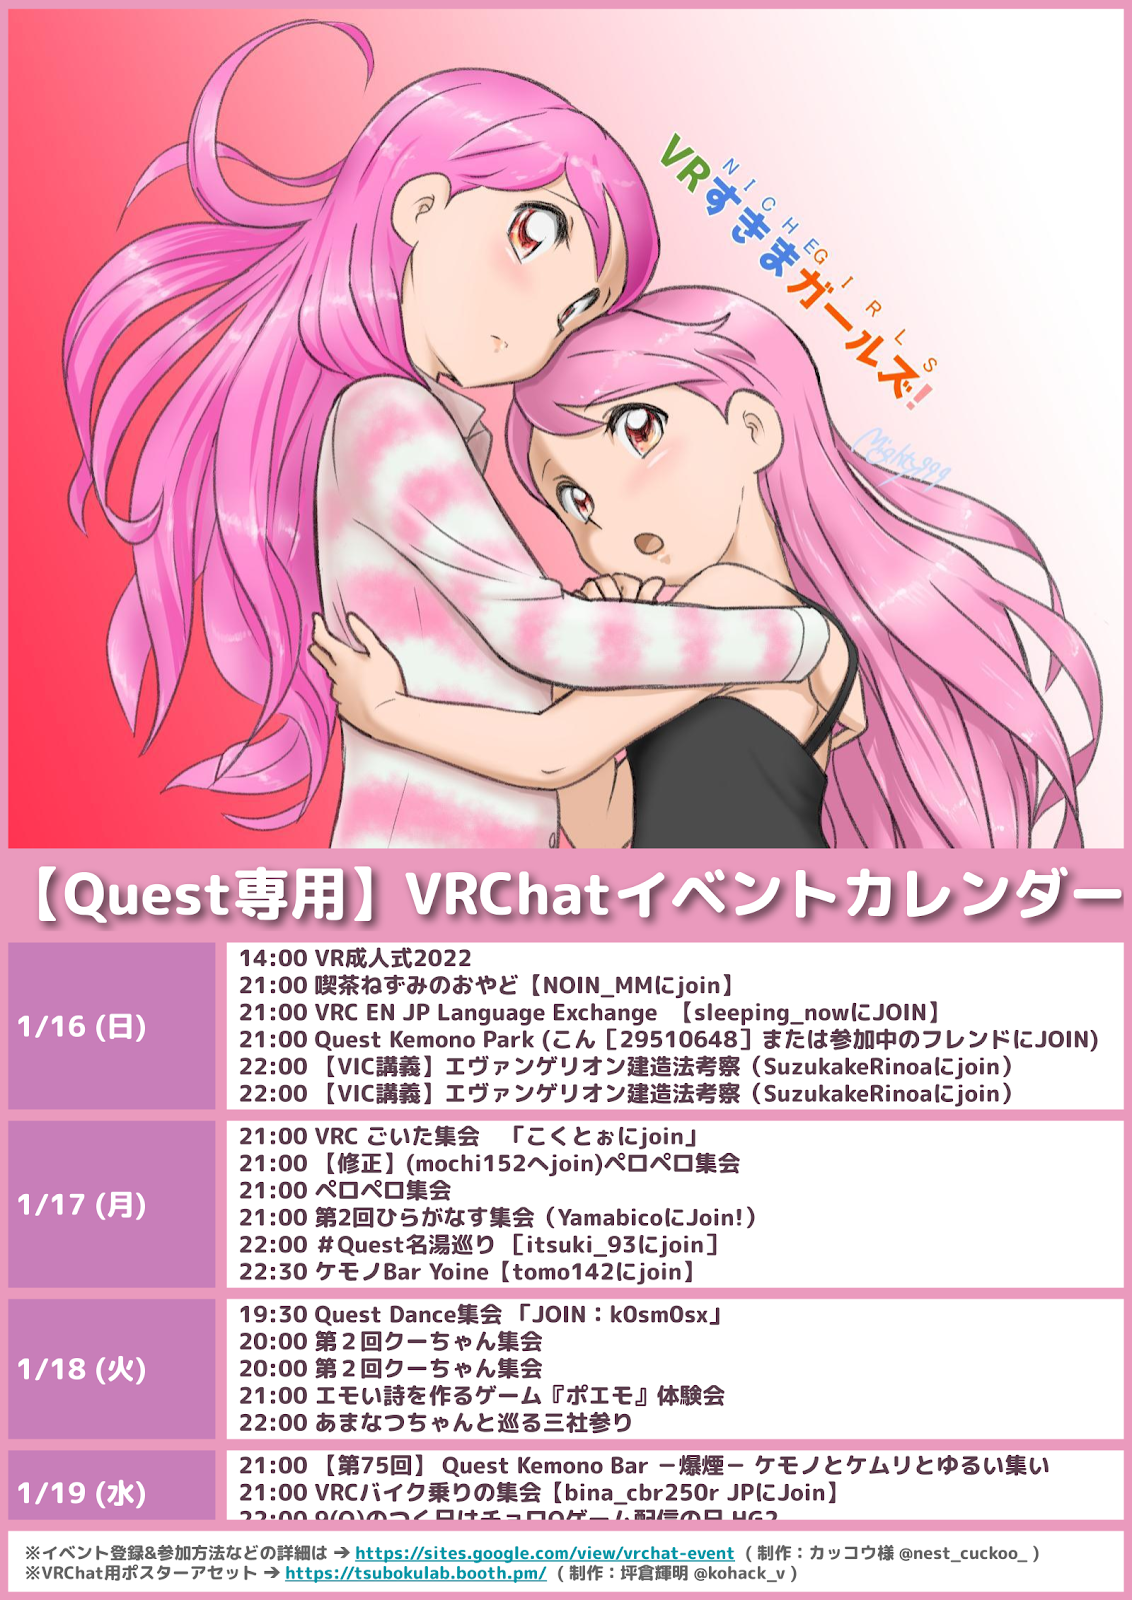 NICHE GIRLS
VRすきまガールズ!
Mighty999
【Quest専用】VRChatイベントカレンダー
1/16 (日)
14:00 VR成人式2022
21:00 喫茶ねずみのおやど【NOIN_MMにjoin】
21:00 VRC EN JP Language Exchange 【sleeping_nowにJOIN】
21:00 Quest Kemono Park (こん［29510648］または参加中のフレンドにJOIN)
22:00 【VIC講義】エヴァンゲリオン建造法考察（SuzukakeRinoaにjoin）
22:00 【VIC講義】エヴァンゲリオン建造法考察（SuzukakeRinoaにjoin）
1/17 (月)
21:00 VRC ごいた集会 「こくとぉにjoin」
21:00 【修正】(mochi152へjoin)ペロペロ集会
21:00 ペロペロ集会
21:00 第2回ひらがなす集会（YamabicoにJoin!）
22:00 ＃Quest名湯巡り ［itsuki_93にjoin］
22:30 ケモノBar Yoine【tomo142にjoin】
1/18 (火)
19:30 Quest Dance集会 「JOIN：k0sm0sx」
20:00 第２回クーちゃん集会
20:00 第２回クーちゃん集会
21:00 エモい詩を作るゲーム『ポエモ』体験会
22:00 あまなつちゃんと巡る三社参り
1/19 (水)
21:00 【第75回】 Quest Kemono Bar －爆煙－ ケモノとケムリとゆるい集い
21:00 VRCバイク乗りの集会【bina_cbr250r JPにJoin】
22:00 9(Q)のつく日はチョロQゲーム配信の日 HG2
※イベント登録&参加方法などの詳細は ➔ https://sites.google.com/view/vrchat-event ( 制作：カッコウ様 @nest_cuckoo_ )
※VRChat用ポスターアセット ➔ https://tsubokulab.booth.pm/ ( 制作：坪倉輝明 @kohack_v )